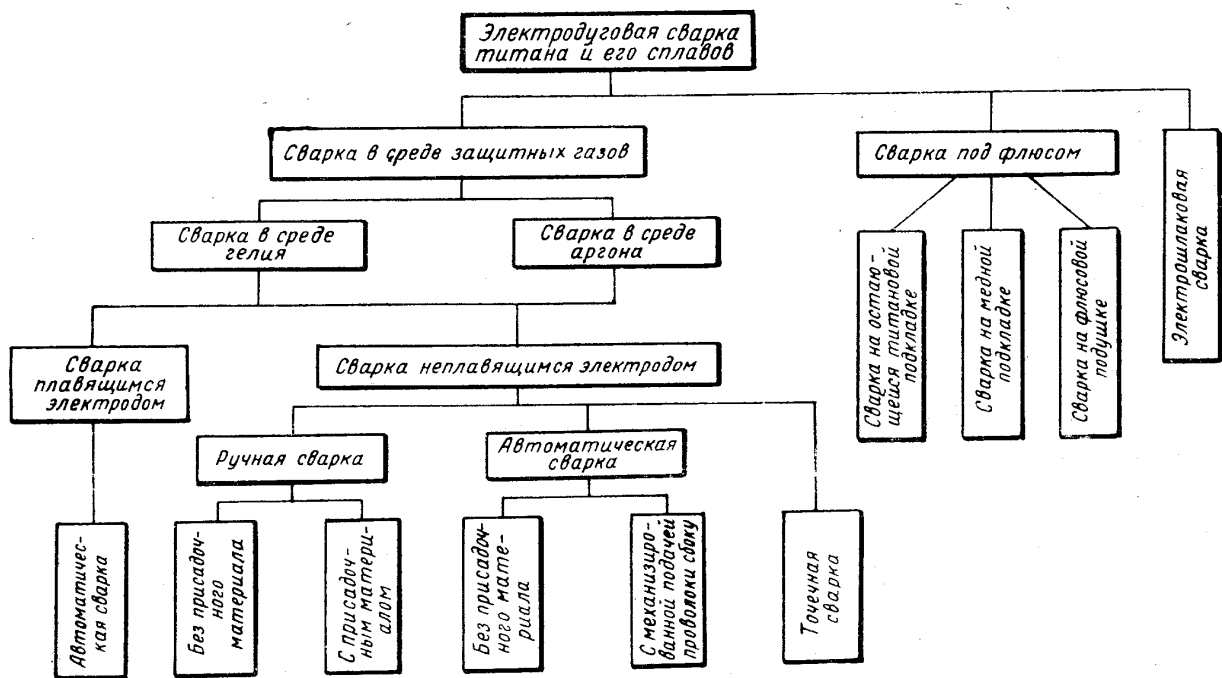 Электродуговая сварка
титана и его сплавов
Сварка в среде защитных газов
Сварка под флюсом
Электрошлаковая
сварка
Сварка в среде
гелия
Сварка в среде
аргона
Сварка на остаю-
щейся титановой
подкладке
Сварка на медной
подкладке
Сварка на флюсовой
подушке
Сварка
плавящимся
электродом
Сварка неплавящимся электродом
Ручная сварка
Автоматическая
сварка
Автоматичес-
кая сварка
Без присадоч-
ного
материала
С присадоч-
ным матери-
алом
Без присадоч-
ного мате-
риала
С механизиро-
ванной подачей
проволоки сбоку
Точечная
сварка